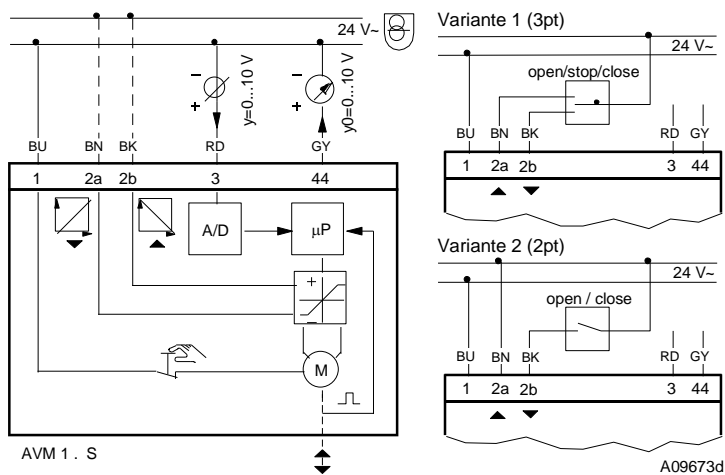 24 V~
y=0...10 V
y0=0...10 V
− −
+ +
BU BN BK RD GY
1 2a 2b 3 44
A/D µP
+
−
M
AVM 1 . S
Variante 1 (3pt)
24 V~
open/stop/close
BU BN BK RD GY
1 2a 2b 3 44
Variante 2 (2pt)
24 V~
open / close
BU BN BK RD GY
1 2a 2b 3 44
A09673d